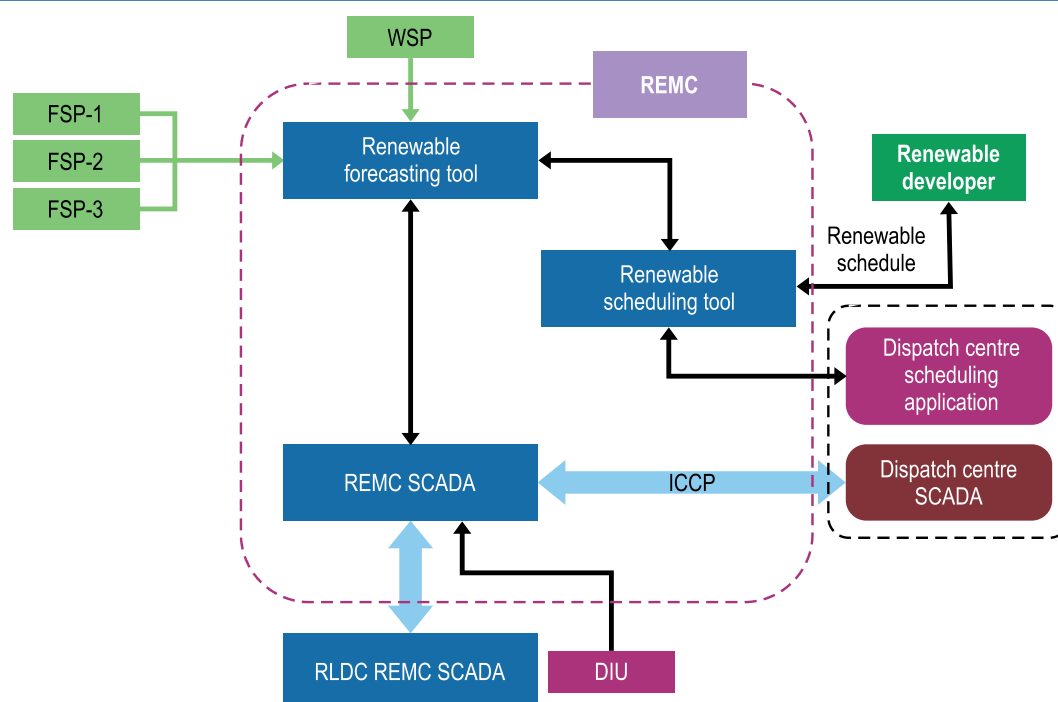 WSP
REMC
FSP-1
FSP-2
FSP-3
Renewable
forecasting tool
Renewable
developer
Renewable
schedule
Renewable
scheduling tool
Dispatch centre
scheduling
application
REMC SCADA
ICCP
Dispatch centre
SCADA
RLDC REMC SCADA
DIU